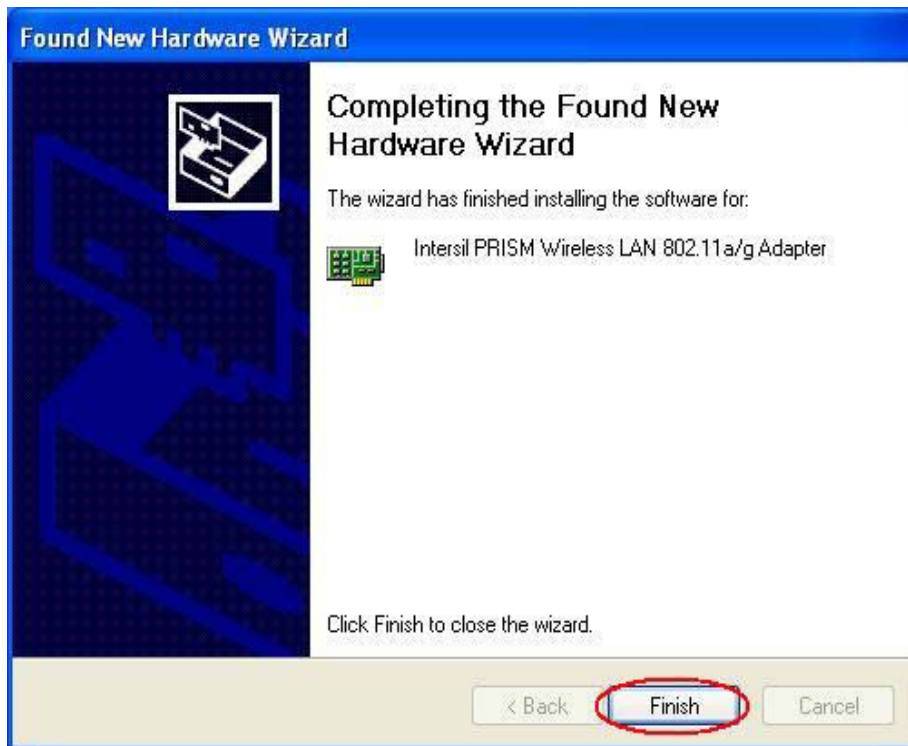 Found New Hardware Wizard
Completing the Found New
Hardware Wizard
The wizard has finished installing the software for:
Intersil PRISM Wireless LAN 802.11a/g Adapter
Click Finish to close the wizard.
< Back Finish Cancel